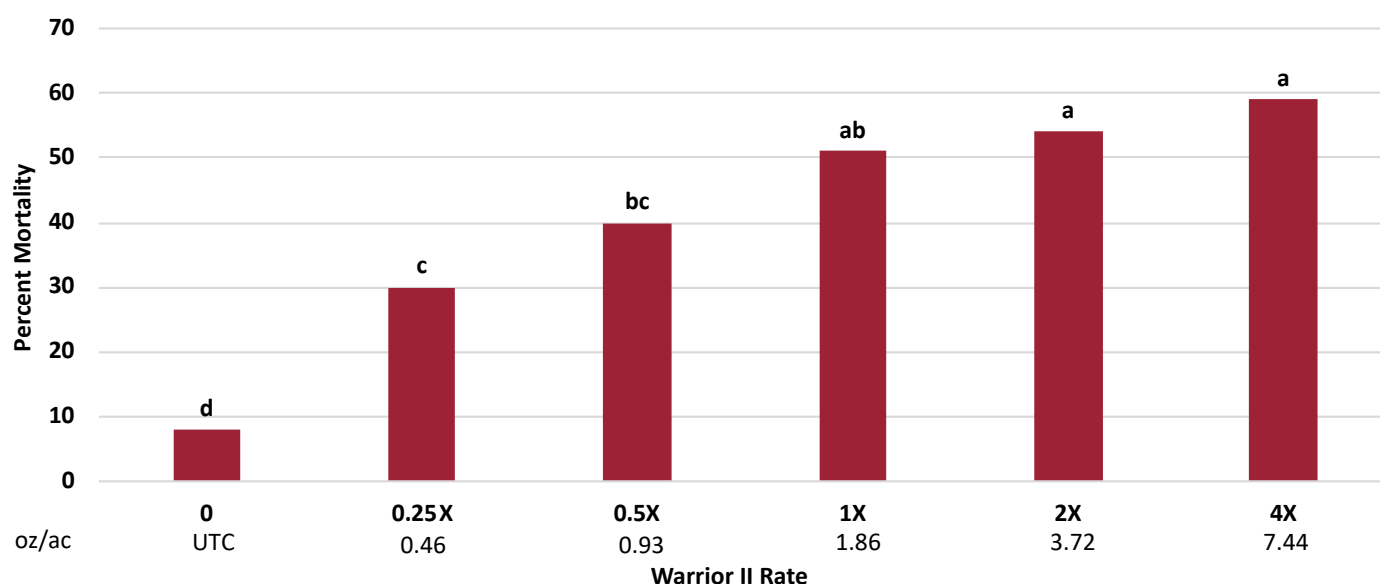 70
60
50
40
30
20
10
0
Percent Mortality
d
c
bc
ab
a
a
0 0.25X 0.5X 1X 2X 4X
oz/ac UTC 0.46 0.93 1.86 3.72 7.44
Warrior II Rate